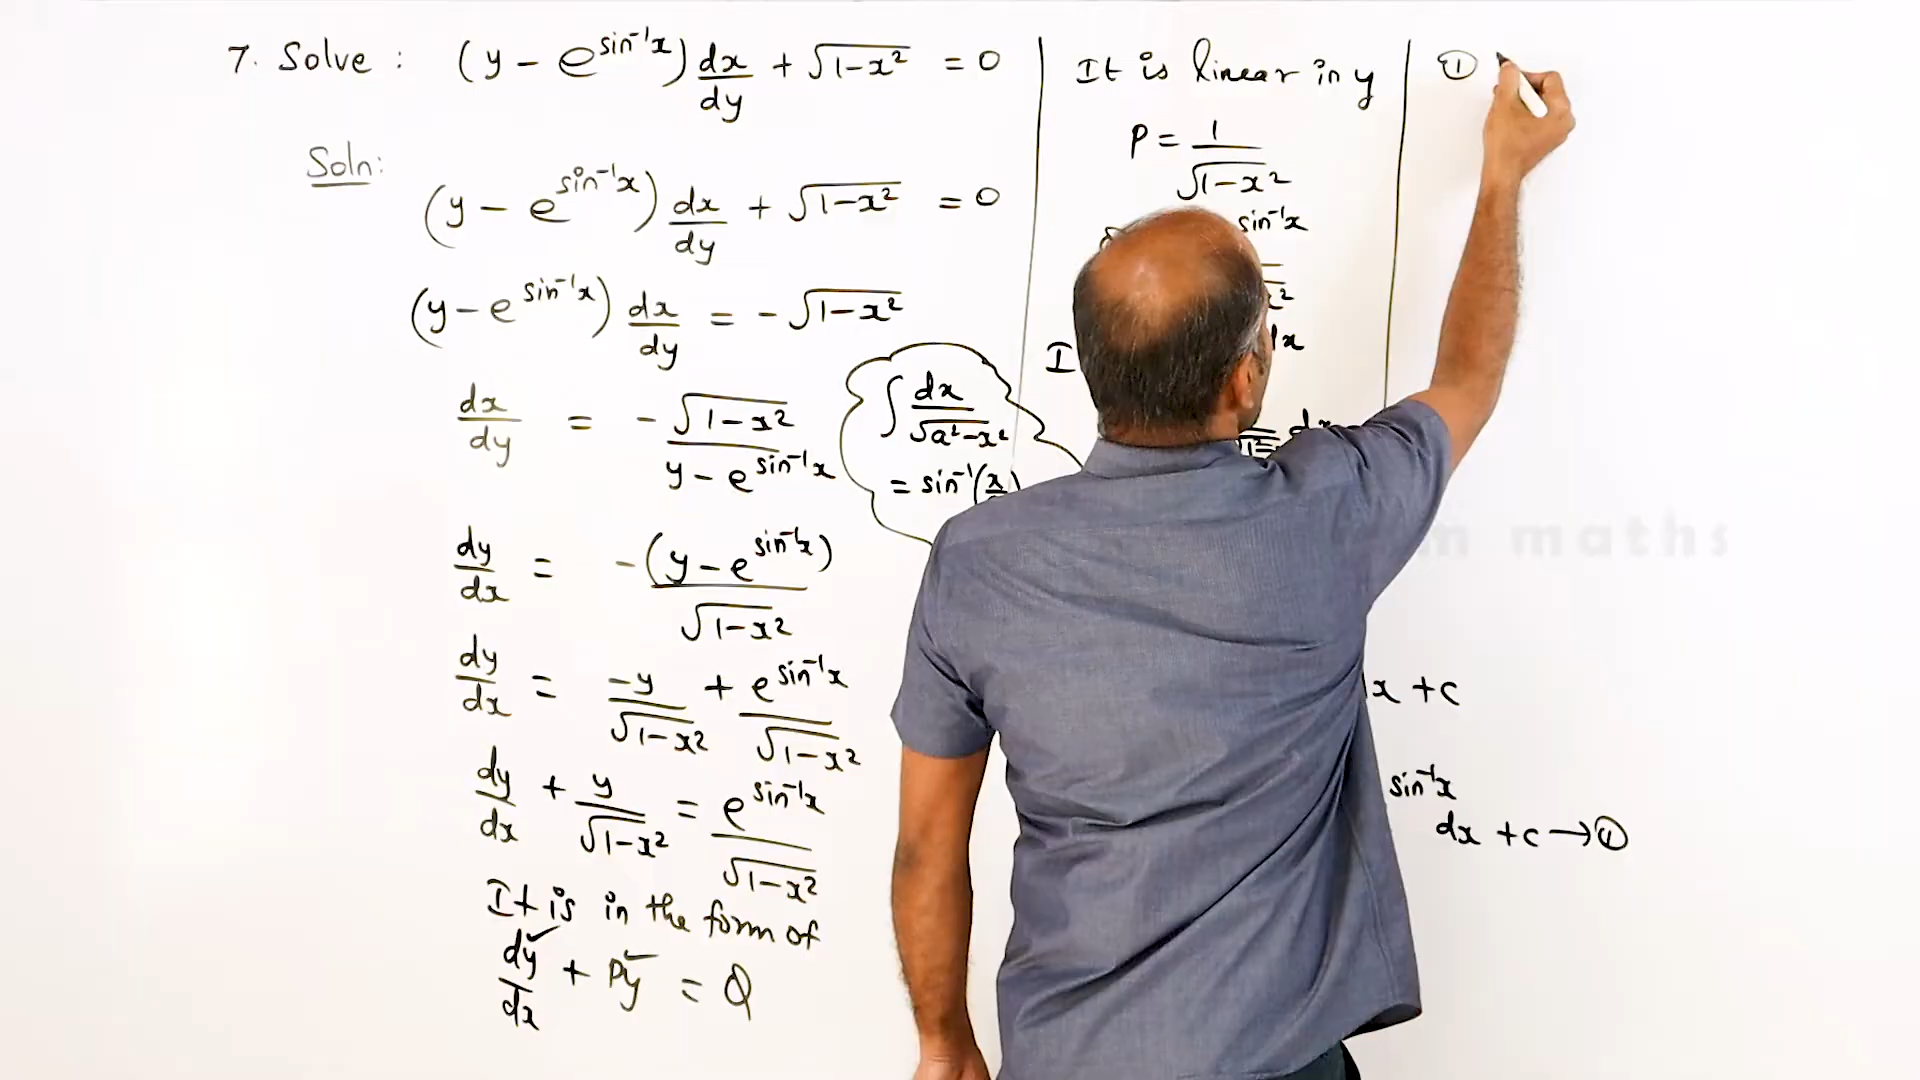 7. Solve : (y - e^(sin⁻¹x)) dx/dy + √(1-x²) = 0
Soln:
(y - e^(sin⁻¹x)) dx/dy + √(1-x²) = 0
(y - e^(sin⁻¹x)) dx/dy = -√(1-x²)
dx/dy = -√(1-x²)/(y - e^(sin⁻¹x))
dy/dx = -(y - e^(sin⁻¹x))/√(1-x²)
dy/dx = -y/√(1-x²) + e^(sin⁻¹x)/√(1-x²)
dy/dx + y/√(1-x²) = e^(sin⁻¹x)/√(1-x²)
It is in the form of
dy/dx + Py = Q
∫ dx/√(a²-x²)
= sin⁻¹(x/
It is linear in y
P = 1/√(1-x²)
sin⁻¹x
x²
I
dx
x + c
sin⁻¹x
dx + c → ①
①
maths